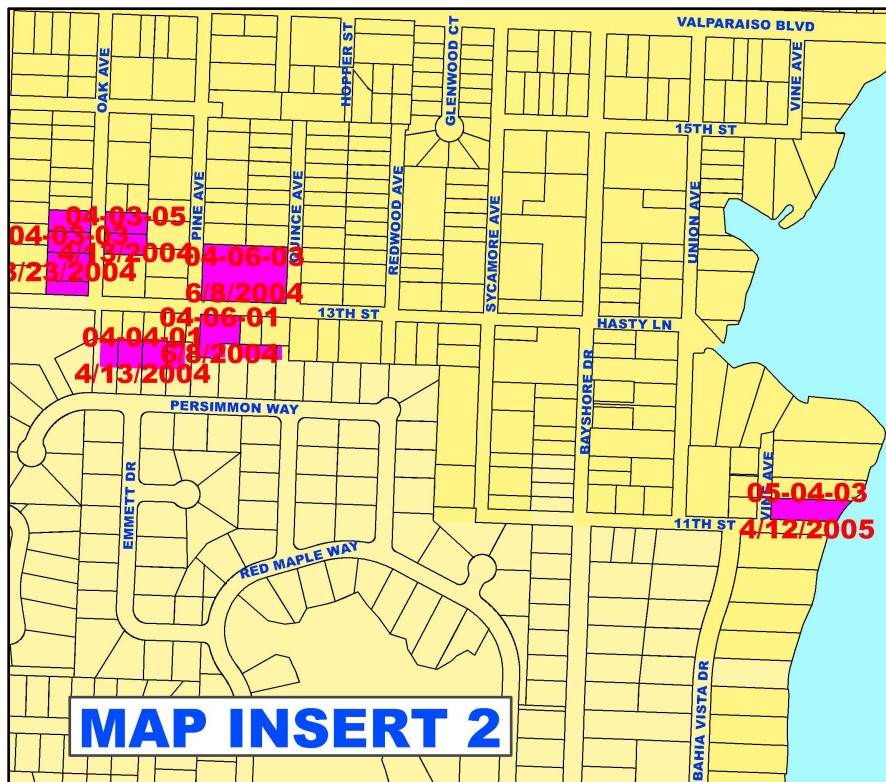 VALPARAISO BLVD
OAK AVE
HOPPER ST
GLENWOOD CT
VINE AVE
15TH ST
PINE AVE
QUINCE AVE
REDWOOD AVE
SYCAMORE AVE
UNION AVE
04-03-05
4/13/2004
04-03-03
3/23/2004
04-06-03
6/8/2004
13TH ST
HASTY LN
04-06-01
6/8/2004
04-04-01
4/13/2004
BAYSHORE DR
PERSIMMON WAY
EMMETT DR
VINE AVE
05-04-03
4/12/2005
11TH ST
RED MAPLE WAY
BAHIA VISTA DR
MAP INSERT 2